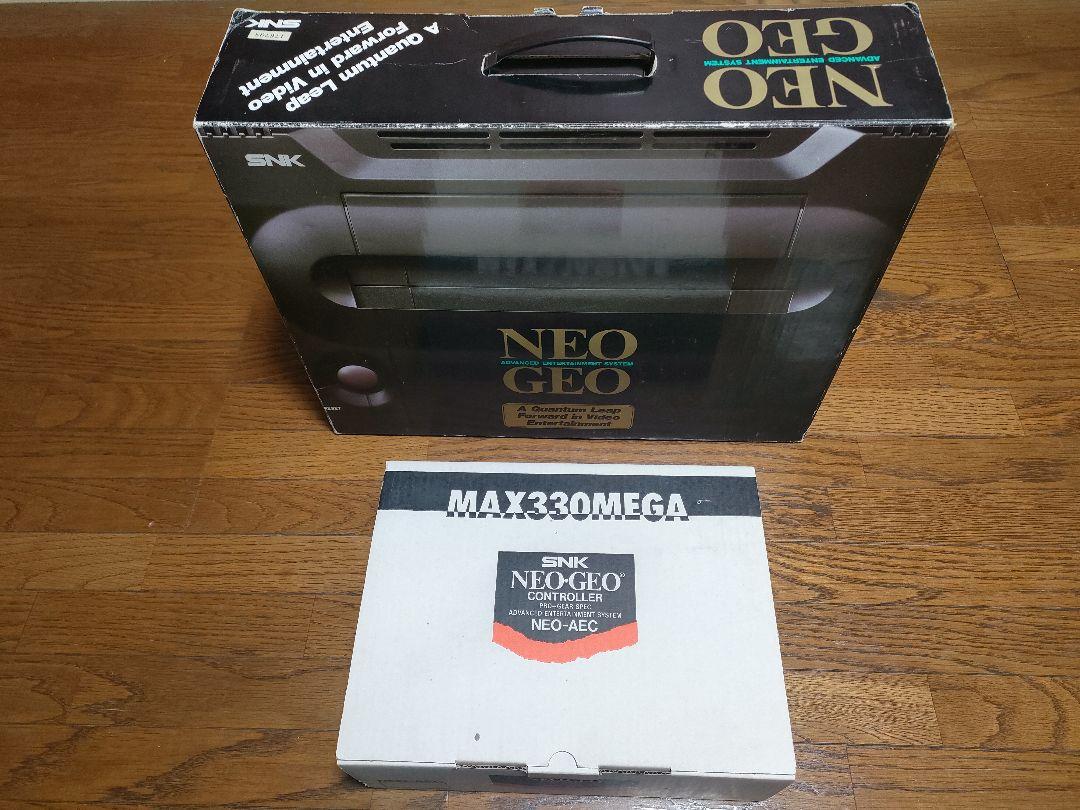 NEO
ADVANCED ENTERTAINMENT SYSTEM
GEO
A Quantum Leap
Forward in Video
Entertainment
SNK
SNK
NEO
ADVANCED ENTERTAINMENT SYSTEM
GEO
A Quantum Leap
Forward in Video
Entertainment
RESET
MAX330MEGA
SNK
NEO•GEO®
CONTROLLER
PRO-GEAR SPEC
ADVANCED ENTERTAINMENT SYSTEM
NEO-AEC